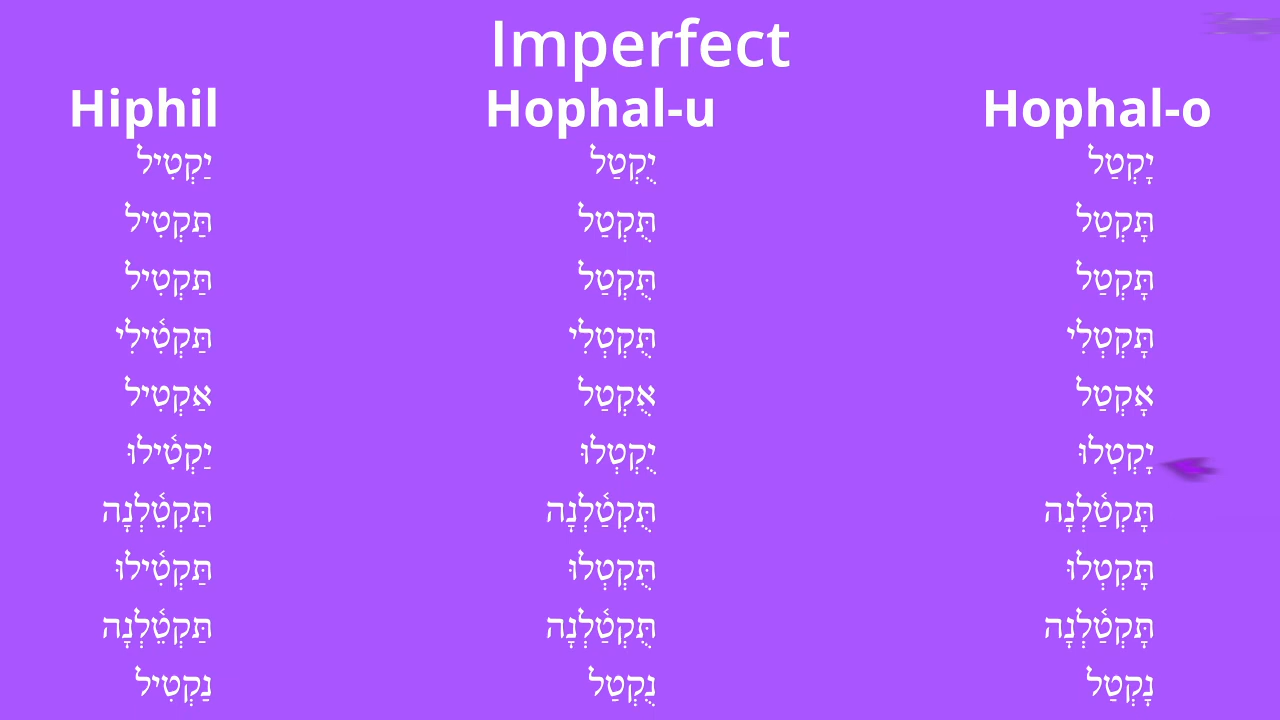 Imperfect
Hiphil Hophal-u Hophal-o
יַקְטִיל יֻקְטַל יָקְטַל
תַּקְטִיל תֻּקְטַל תָּקְטַל
תַּקְטִיל תֻּקְטַל תָּקְטַל
תַּקְטִ֫ילִי תֻּקְטְלִי תָּקְטְלִי
אַקְטִיל אֻקְטַל אָקְטַל
יַקְטִ֫ילוּ יֻקְטְלוּ יָקְטְלוּ
תַּקְטֵ֫לְנָה תֻּקְטַ֫לְנָה תָּקְטַ֫לְנָה
תַּקְטִ֫ילוּ תֻּקְטְלוּ תָּקְטְלוּ
תַּקְטֵ֫לְנָה תֻּקְטַ֫לְנָה תָּקְטַ֫לְנָה
נַקְטִיל נֻקְטַל נָקְטַל